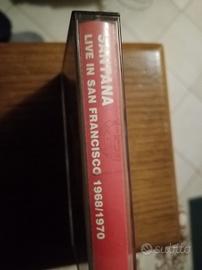 SANTANA
LIVE IN SAN FRANCISCO 1968/1970
subito